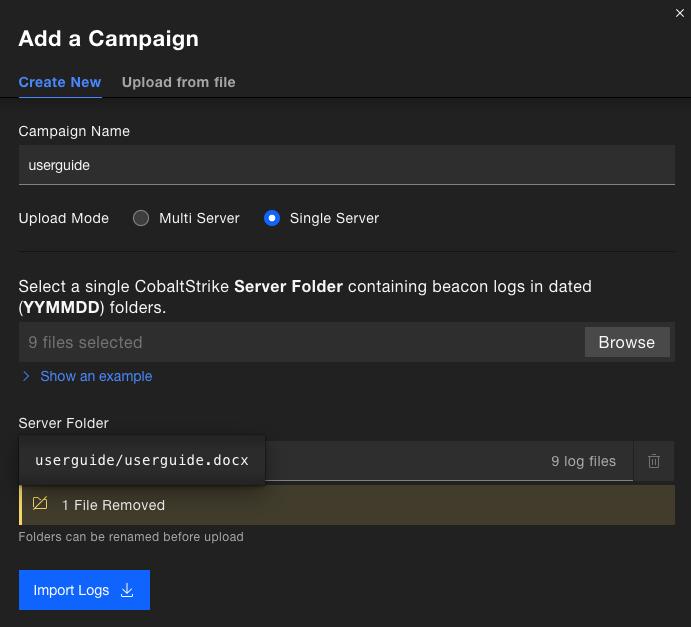 Add a Campaign
Create New Upload from file
Campaign Name
userguide
Upload Mode Multi Server Single Server
Select a single CobaltStrike Server Folder containing beacon logs in dated
(YYMMDD) folders.
9 files selected Browse
Show an example
Server Folder
userguide/userguide.docx 9 log files
1 File Removed
Folders can be renamed before upload
Import Logs